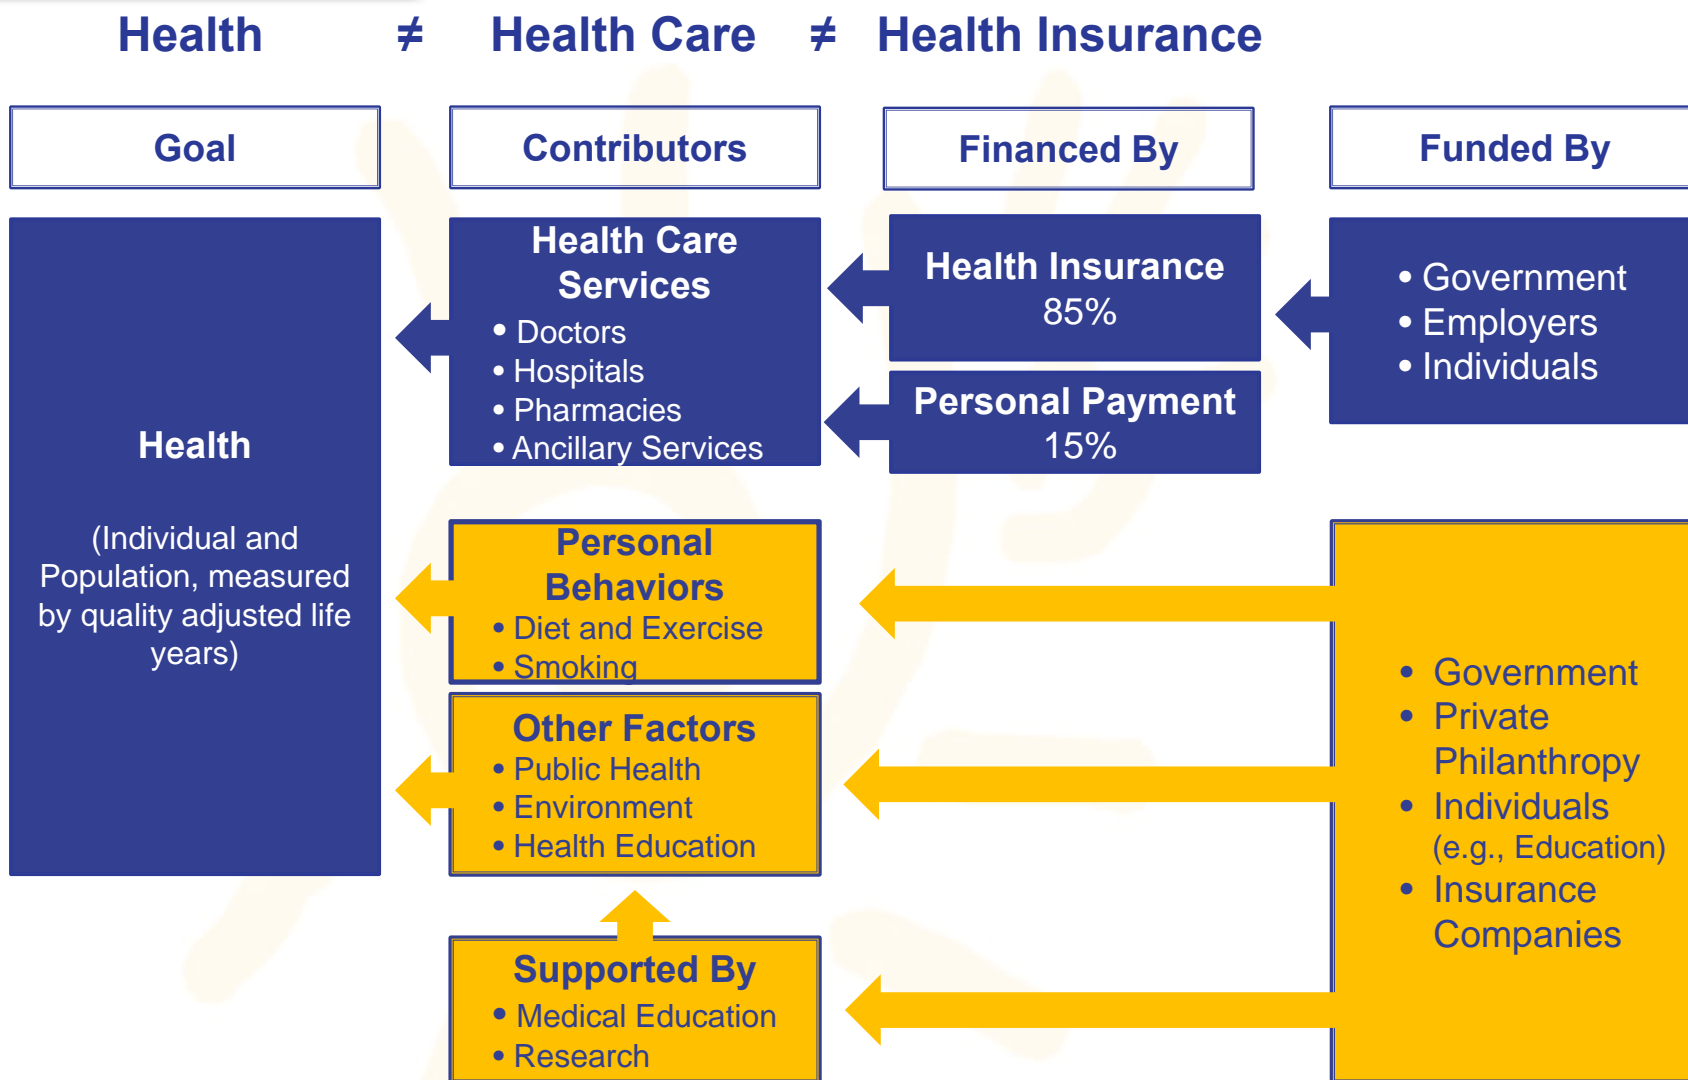 Health ≠ Health Care ≠ Health Insurance
Goal
Contributors
Financed By
Funded By
Health
(Individual and
Population, measured
by quality adjusted life
years)
Health Care
Services
• Doctors
• Hospitals
• Pharmacies
• Ancillary Services
Health Insurance
85%
Personal Payment
15%
• Government
• Employers
• Individuals
Personal
Behaviors
• Diet and Exercise
• Smoking
Other Factors
• Public Health
• Environment
• Health Education
Supported By
• Medical Education
• Research
• Government
• Private
Philanthropy
• Individuals
(e.g., Education)
• Insurance
Companies